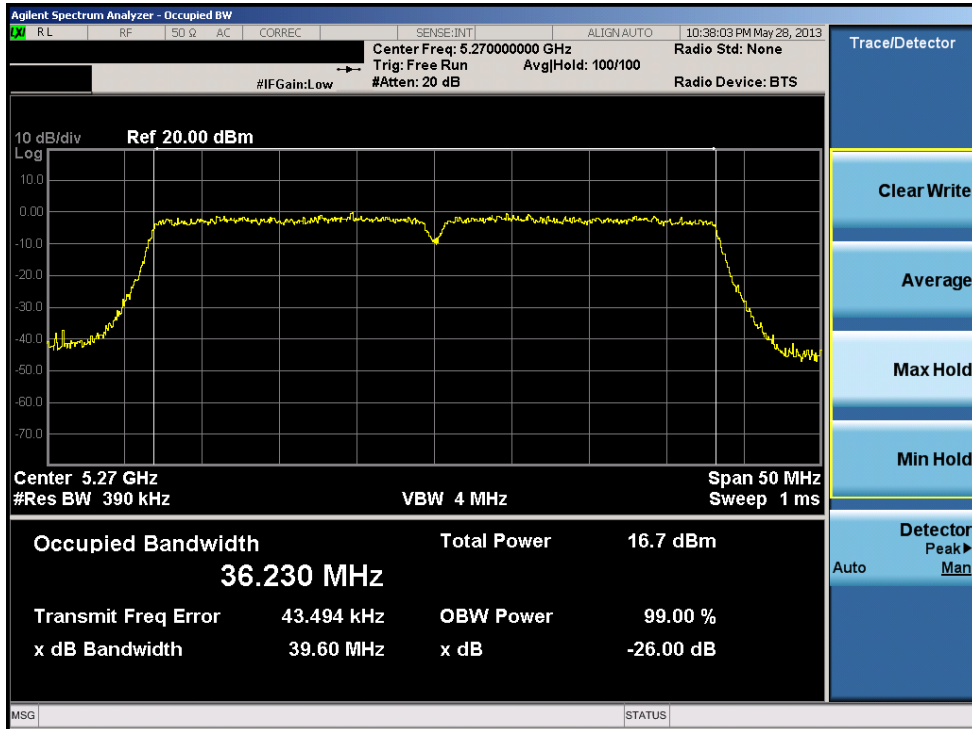 Agilent Spectrum Analyzer - Occupied BW
LXI RL RF 50 Ω AC CORREC SENSE:INT ALIGN AUTO 10:38:03 PM May 28, 2013
Center Freq: 5.270000000 GHz Radio Std: None
Trig: Free Run Avg|Hold: 100/100
#IFGain:Low #Atten: 20 dB Radio Device: BTS
10 dB/div Ref 20.00 dBm
Log
10.0
0.00
-10.0
-20.0
-30.0
-40.0
-50.0
-60.0
-70.0
Center 5.27 GHz Span 50 MHz
#Res BW 390 kHz VBW 4 MHz Sweep 1 ms
Occupied Bandwidth Total Power 16.7 dBm
36.230 MHz
Transmit Freq Error 43.494 kHz OBW Power 99.00 %
x dB Bandwidth 39.60 MHz x dB -26.00 dB
MSG STATUS
Trace/Detector
Clear Write
Average
Max Hold
Min Hold
Detector
Peak▶
Auto Man